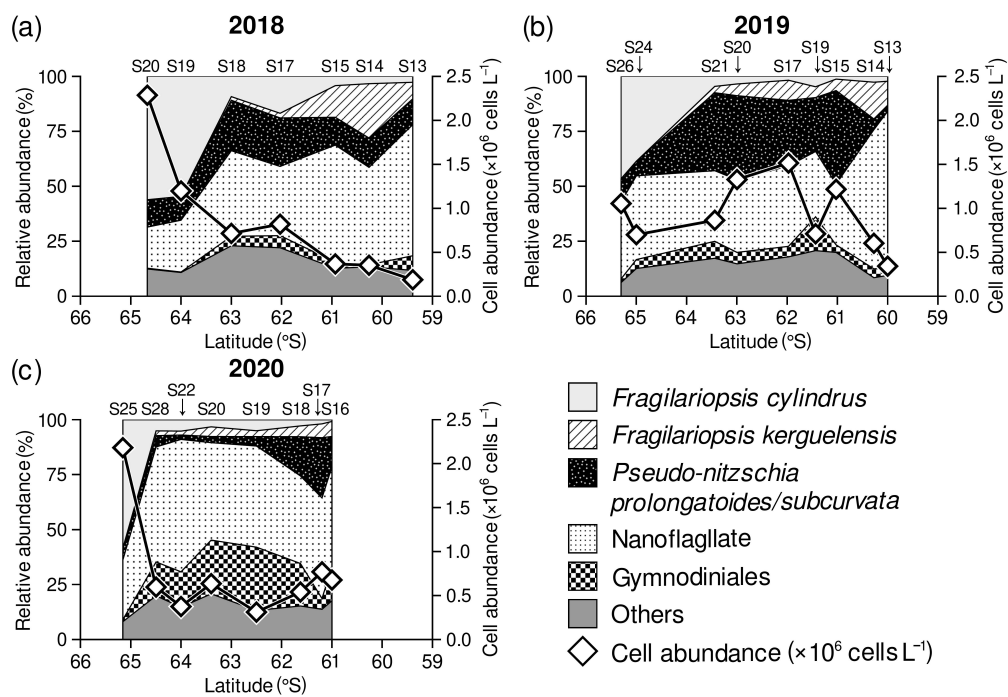 (a)
2018
S20 S19 S18 S17 S15 S14 S13
100
75
50
25
0
Relative abundance (%)
2.5
2.0
1.5
1.0
0.5
0.0
Cell abundance (×10⁶ cells L⁻¹)
66 65 64 63 62 61 60 59
Latitude (°S)
(b)
2019
S24 S20 S19 S13
S26↓ S21 ↓ S17 ↓S15 S14 ↓
100
75
50
25
0
Relative abundance (%)
2.5
2.0
1.5
1.0
0.5
0.0
Cell abundance (×10⁶ cells L⁻¹)
66 65 64 63 62 61 60 59
Latitude (°S)
(c)
2020
S22 S17
S25 S28 ↓ S20 S19 S18 ↓S16
100
75
50
25
0
Relative abundance (%)
2.5
2.0
1.5
1.0
0.5
0.0
Cell abundance (×10⁶ cells L⁻¹)
66 65 64 63 62 61 60 59
Latitude (°S)
Fragilariopsis cylindrus
Fragilariopsis kerguelensis
Pseudo-nitzschia
prolongatoides/subcurvata
Nanoflagllate
Gymnodiniales
Others
Cell abundance (×10⁶ cells L⁻¹)